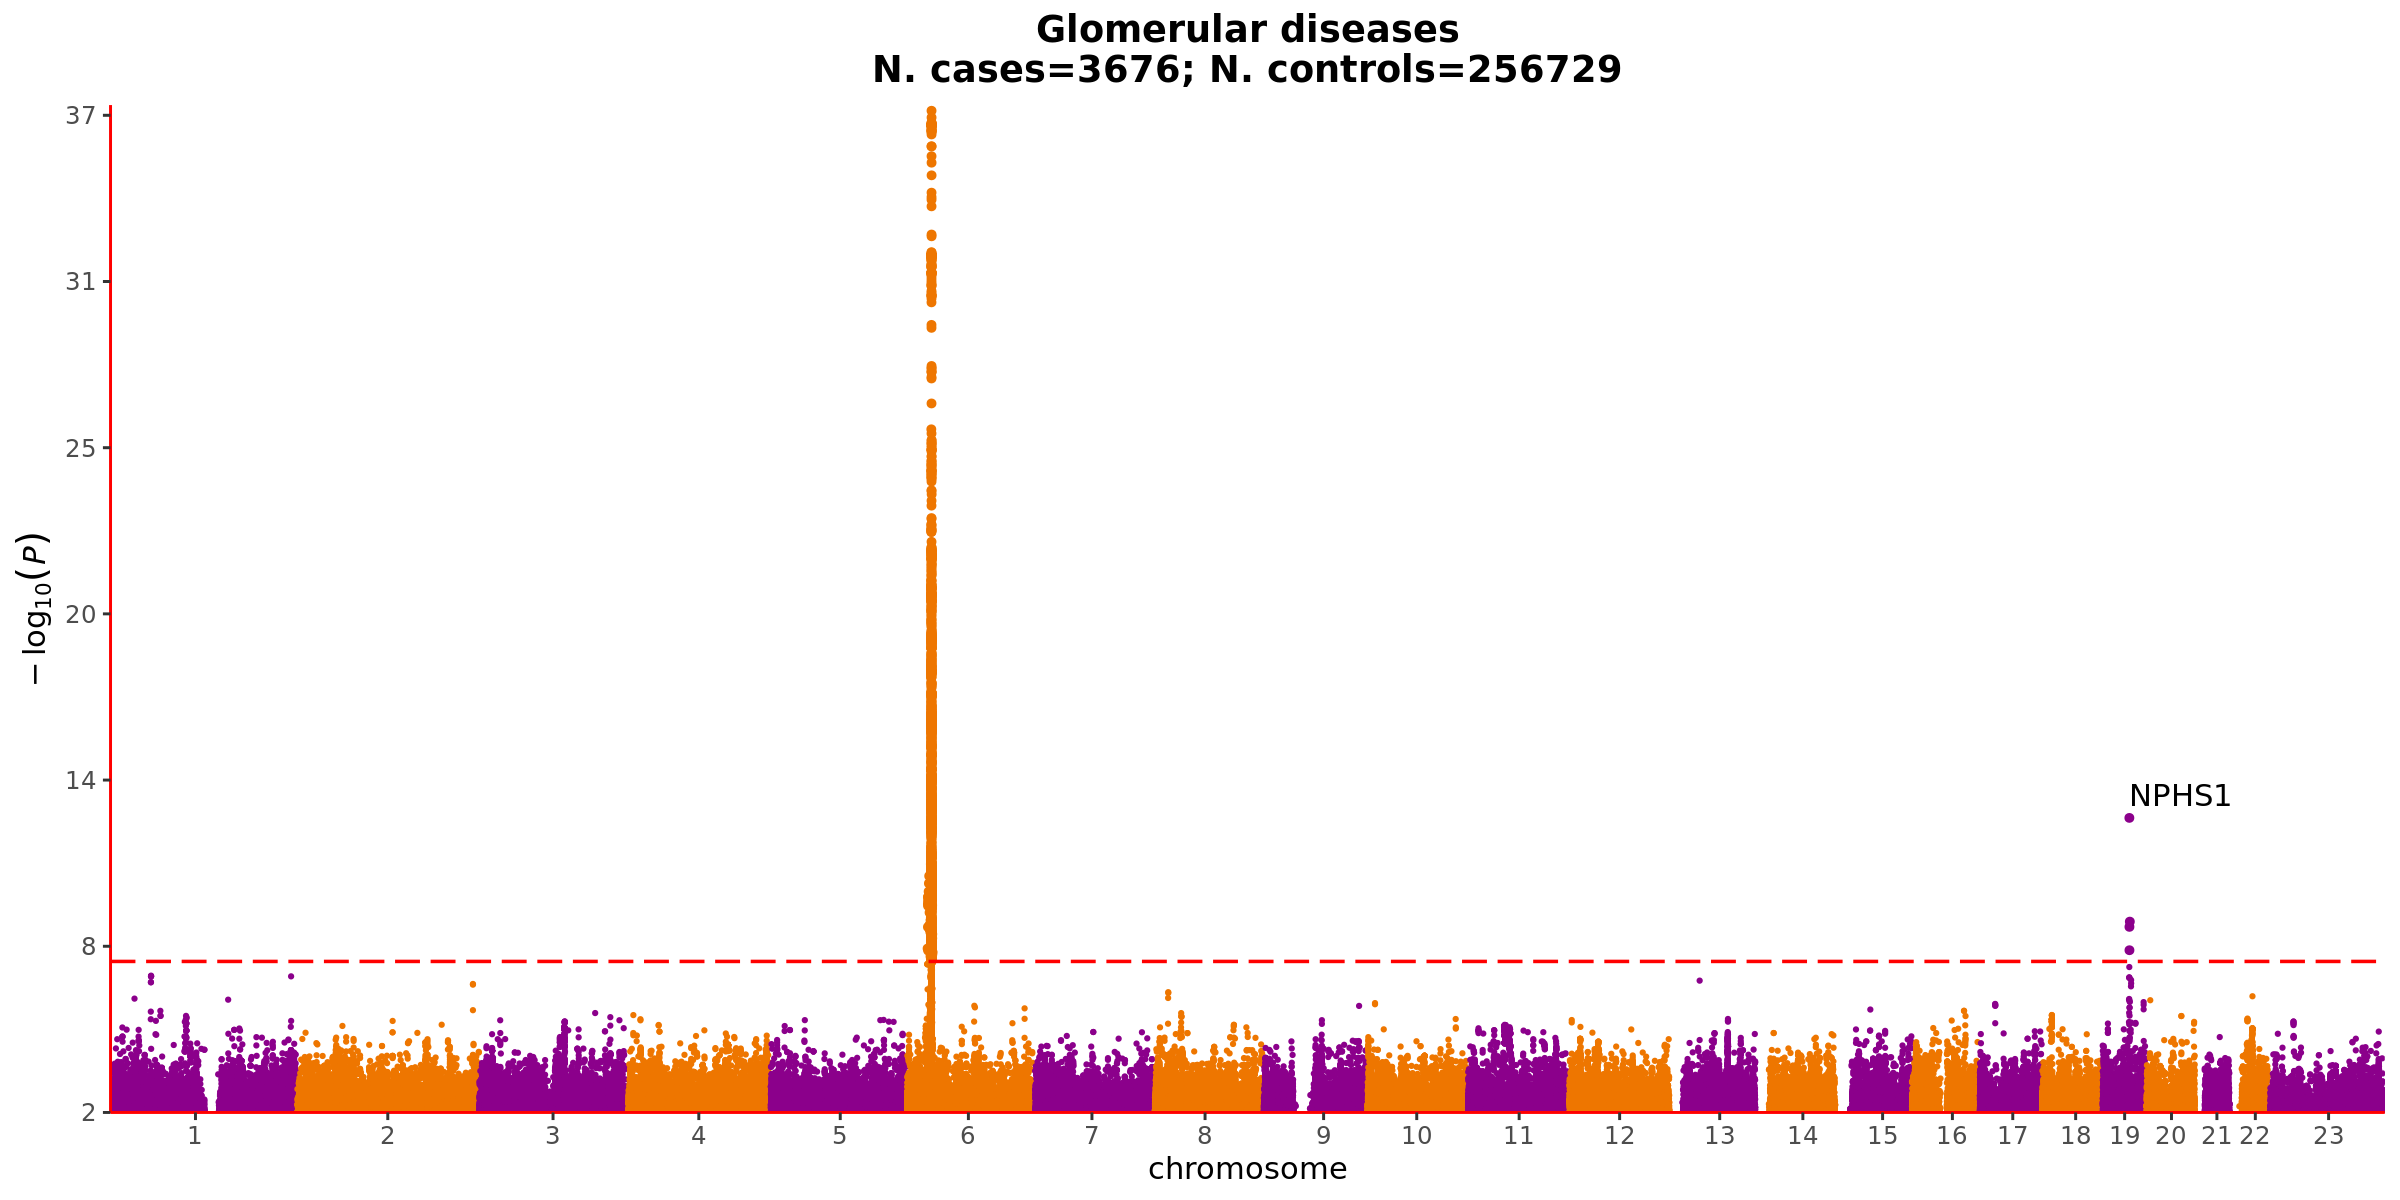 Glomerular diseases
N. cases=3676; N. controls=256729
37
31
25
20
14
8
2
− log10(P)
NPHS1
1 2 3 4 5 6 7 8 9 10 11 12 13 14 15 16 17 18 19 20 21 22 23
chromosome